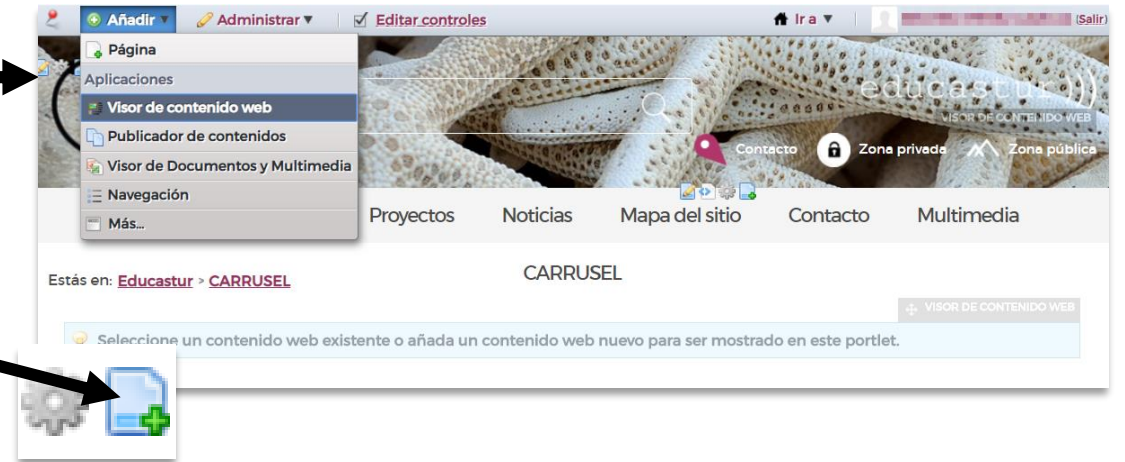 Añadir ▼ Administrar ▼ Editar controles Ir a ▼ (Salir)
Página
Aplicaciones
Visor de contenido web
Publicador de contenidos
Visor de Documentos y Multimedia
Navegación
Más...
educastur )))
VISOR DE CONTENIDO WEB
Contacto Zona privada Zona pública
Proyectos Noticias Mapa del sitio Contacto Multimedia
CARRUSEL
Estás en: Educastur > CARRUSEL
VISOR DE CONTENIDO WEB
Seleccione un contenido web existente o añada un contenido web nuevo para ser mostrado en este portlet.